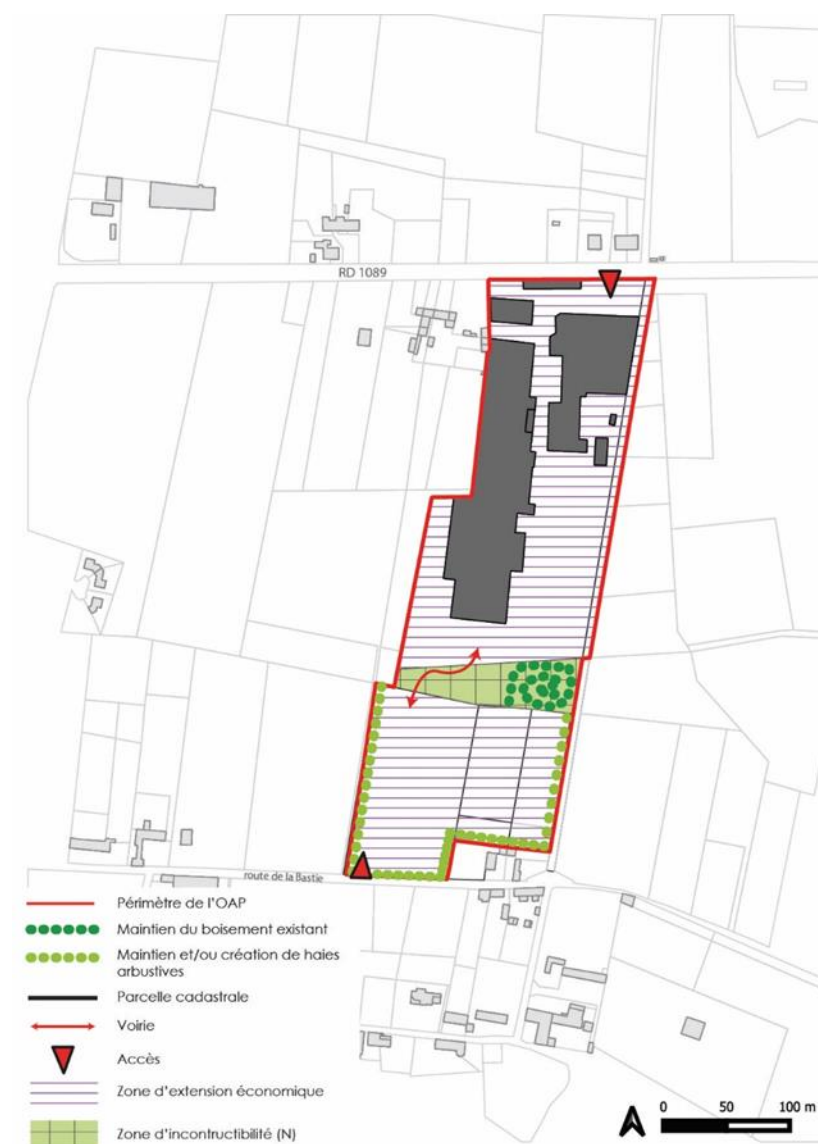 RD 1089
route de la Bastie
Périmètre de l'OAP
Maintien du boisement existant
Maintien et/ou création de haies
arbustives
Parcelle cadastrale
Voirie
Accès
Zone d'extension économique
Zone d'incontructibilité (N)
0 50 100 m